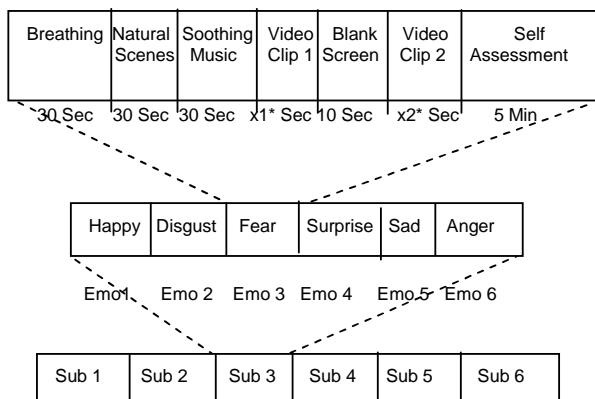 Breathing Natural Soothing Video Blank Video Self
Scenes Music Clip 1 Screen Clip 2 Assessment
30 Sec 30 Sec 30 Sec x1* Sec 10 Sec x2* Sec 5 Min
Happy Disgust Fear Surprise Sad Anger
Emo1 Emo 2 Emo 3 Emo 4 Emo 5 Emo 6
Sub 1 Sub 2 Sub 3 Sub 4 Sub 5 Sub 6